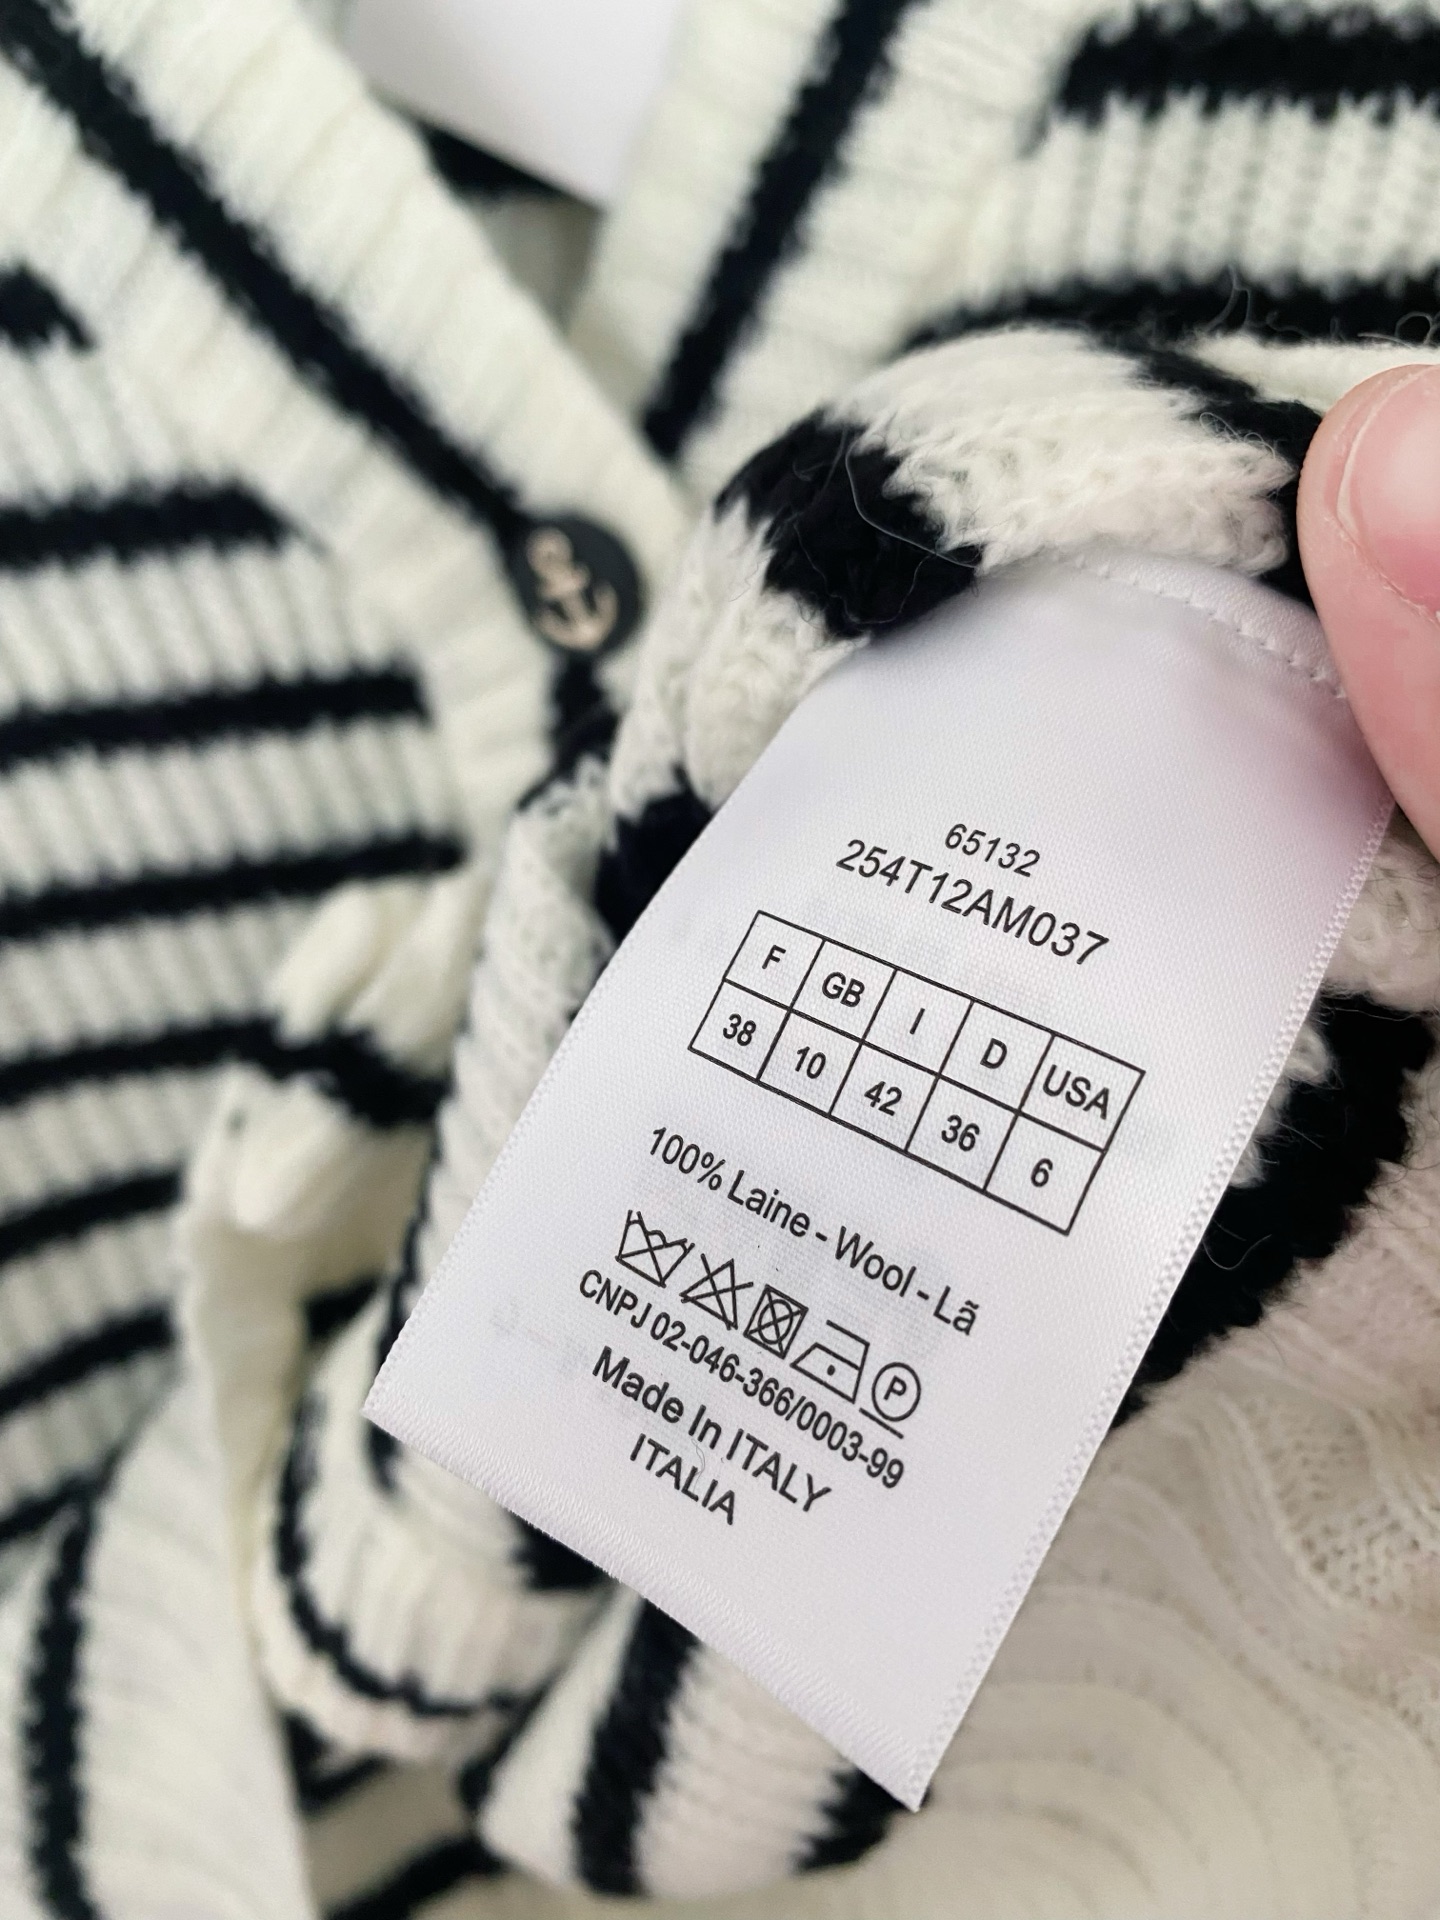 65132
254T12AM037
F GB I D USA
38 10 42 36 6
100% Laine - Wool - Lã
P
CNPJ 02-046-366/0003-99
Made In ITALY
ITALIA